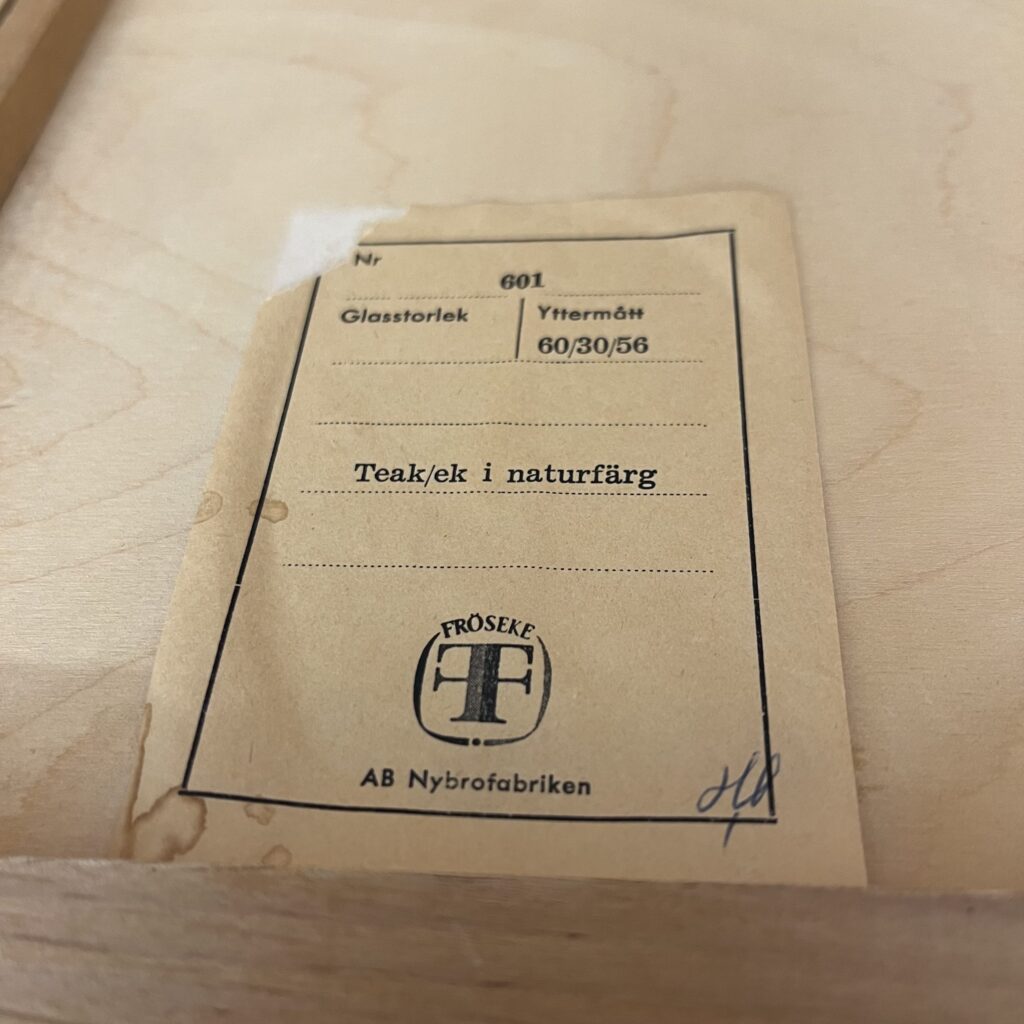 Nr
601
Glasstorlek
Yttermått
60/30/56
Teak/ek i naturfärg
FRÖSEKE
AB Nybrofabriken